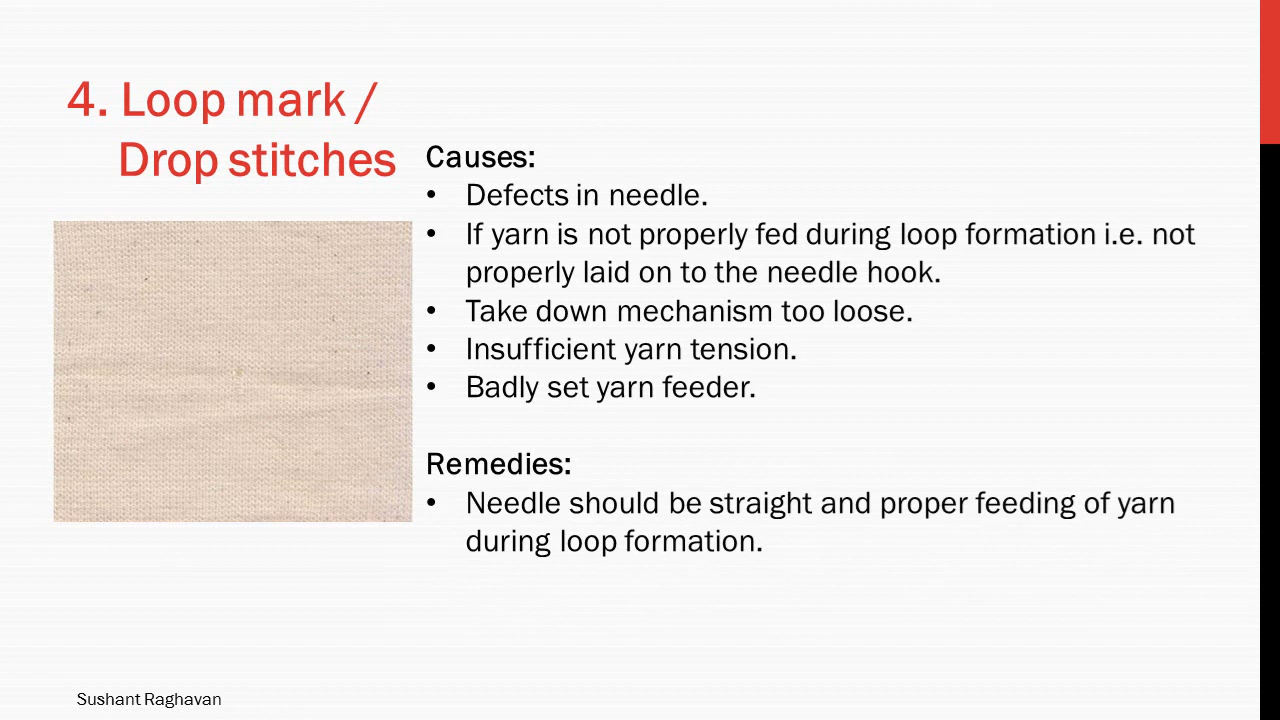 4. Loop mark /
Drop stitches
Causes:
• Defects in needle.
• If yarn is not properly fed during loop formation i.e. not
properly laid on to the needle hook.
• Take down mechanism too loose.
• Insufficient yarn tension.
• Badly set yarn feeder.
Remedies:
• Needle should be straight and proper feeding of yarn
during loop formation.
Sushant Raghavan